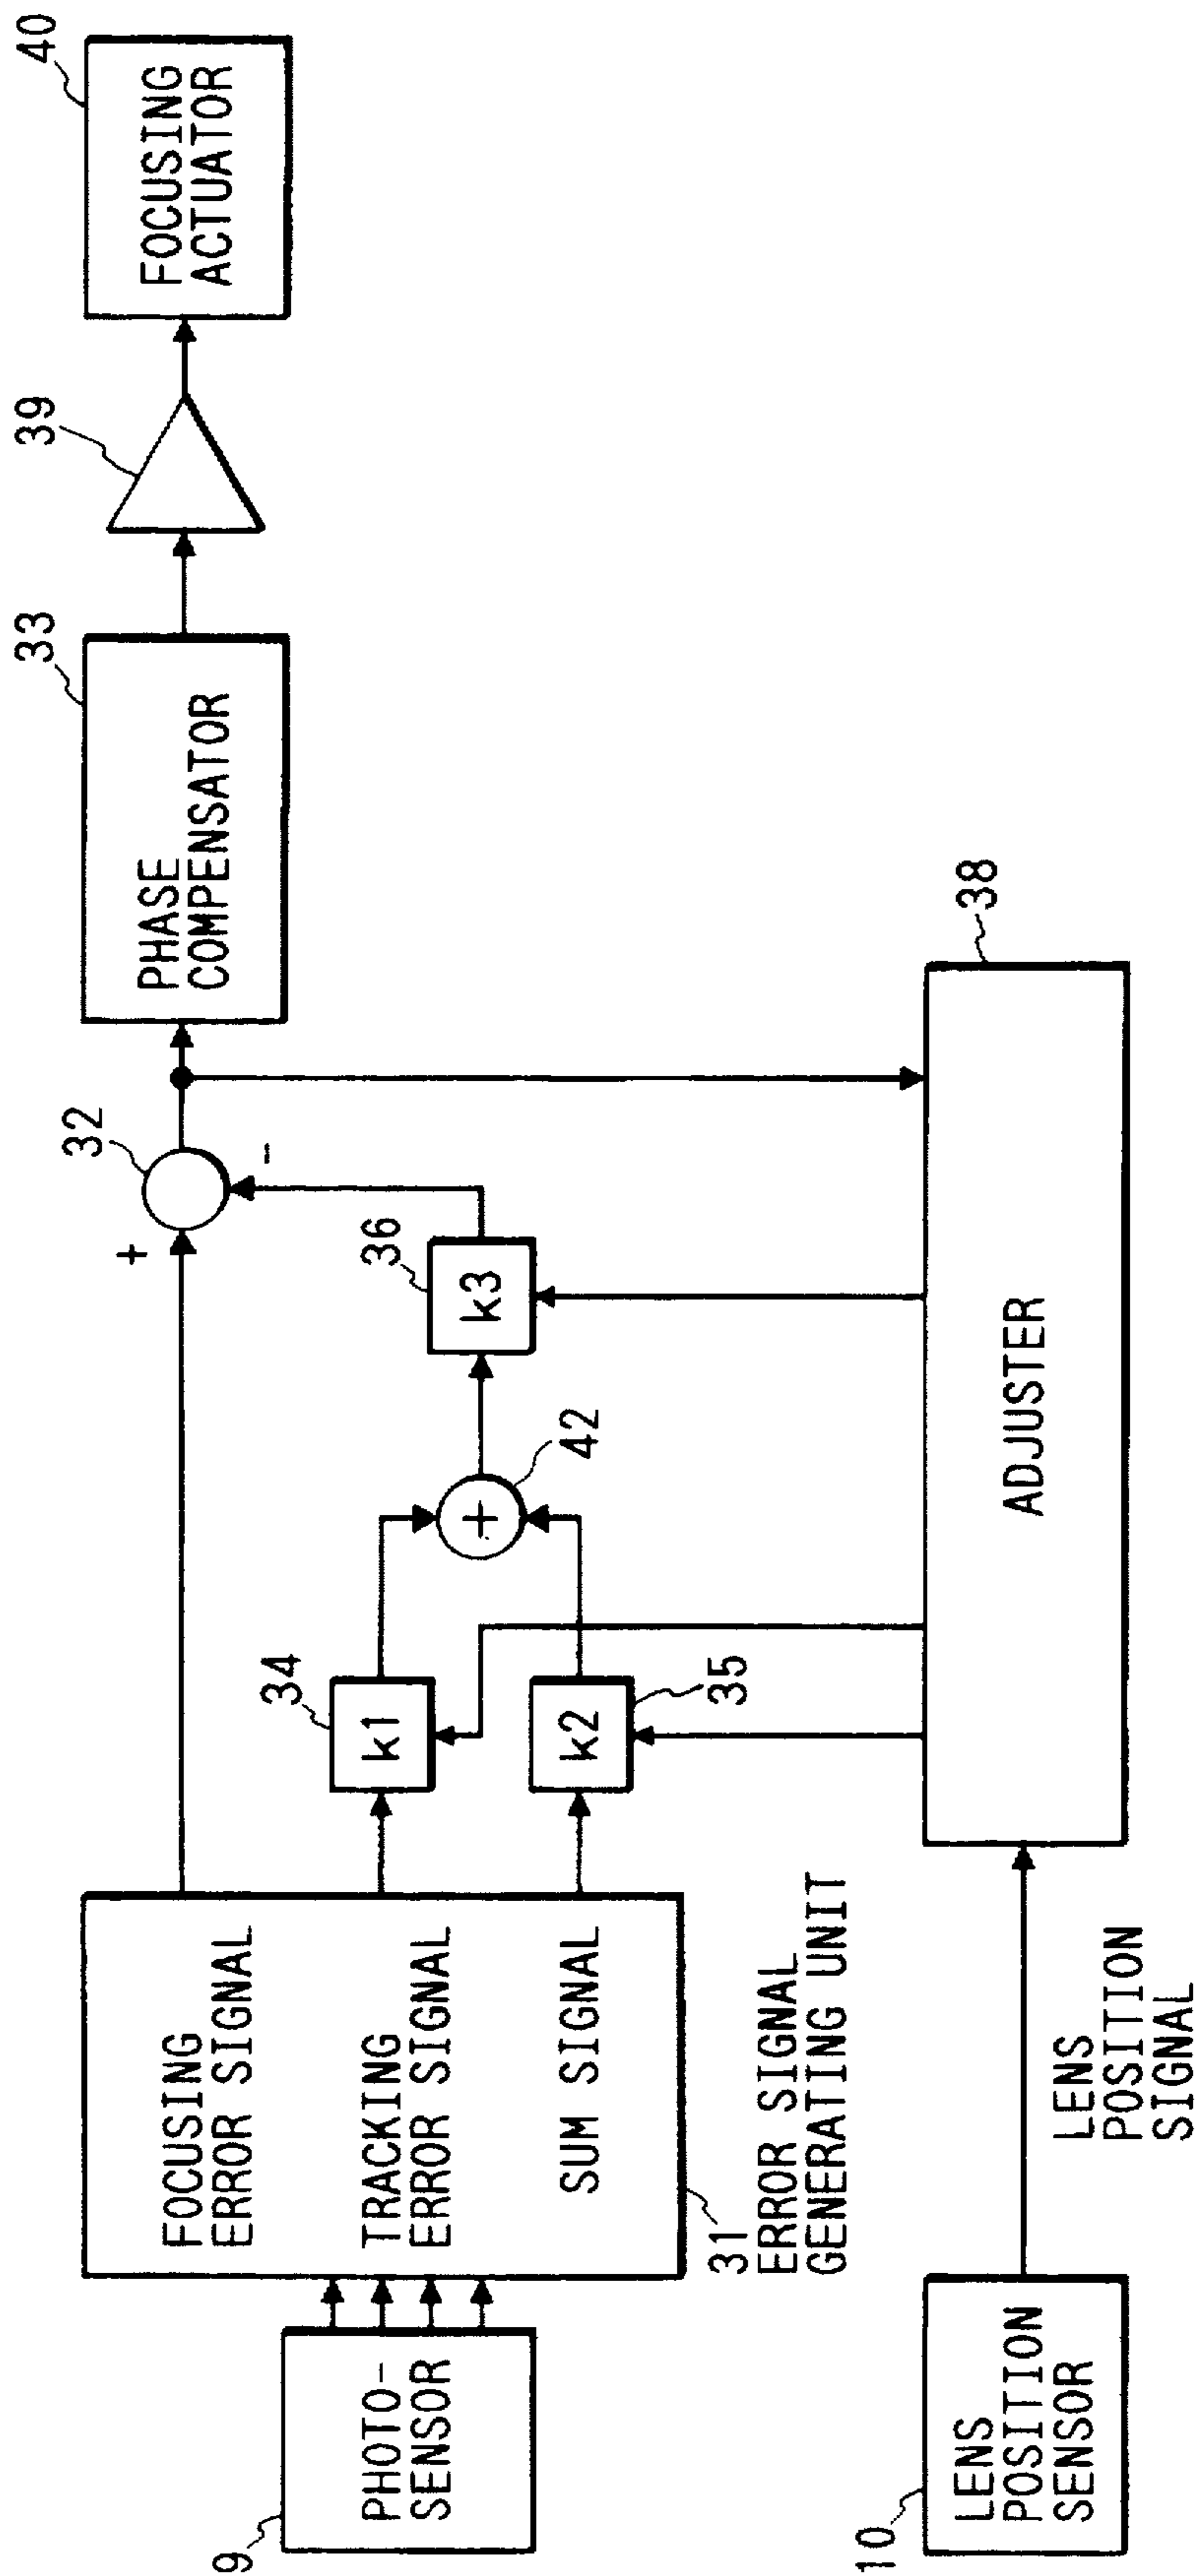 9
PHOTO-
SENSOR
FOCUSING
ERROR SIGNAL
TRACKING
ERROR SIGNAL
SUM SIGNAL
31
ERROR SIGNAL
GENERATING UNIT
34
k1
k2
35
+
42
36
k3
+
-
32
33
PHASE
COMPENSATOR
39
40
FOCUSING
ACTUATOR
10
LENS
POSITION
SENSOR
LENS
POSITION
SIGNAL
ADJUSTER
38